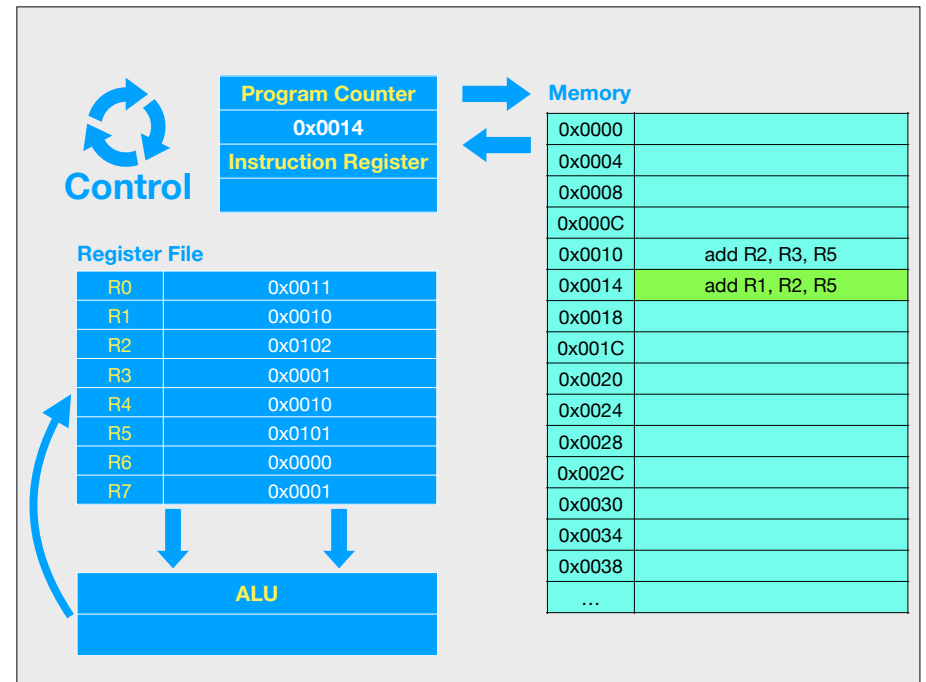 Program Counter
0x0014
Instruction Register
Control
Register File
R0 0x0011
R1 0x0010
R2 0x0102
R3 0x0001
R4 0x0010
R5 0x0101
R6 0x0000
R7 0x0001
ALU
Memory
0x0000
0x0004
0x0008
0x000C
0x0010 add R2, R3, R5
0x0014 add R1, R2, R5
0x0018
0x001C
0x0020
0x0024
0x0028
0x002C
0x0030
0x0034
0x0038
…